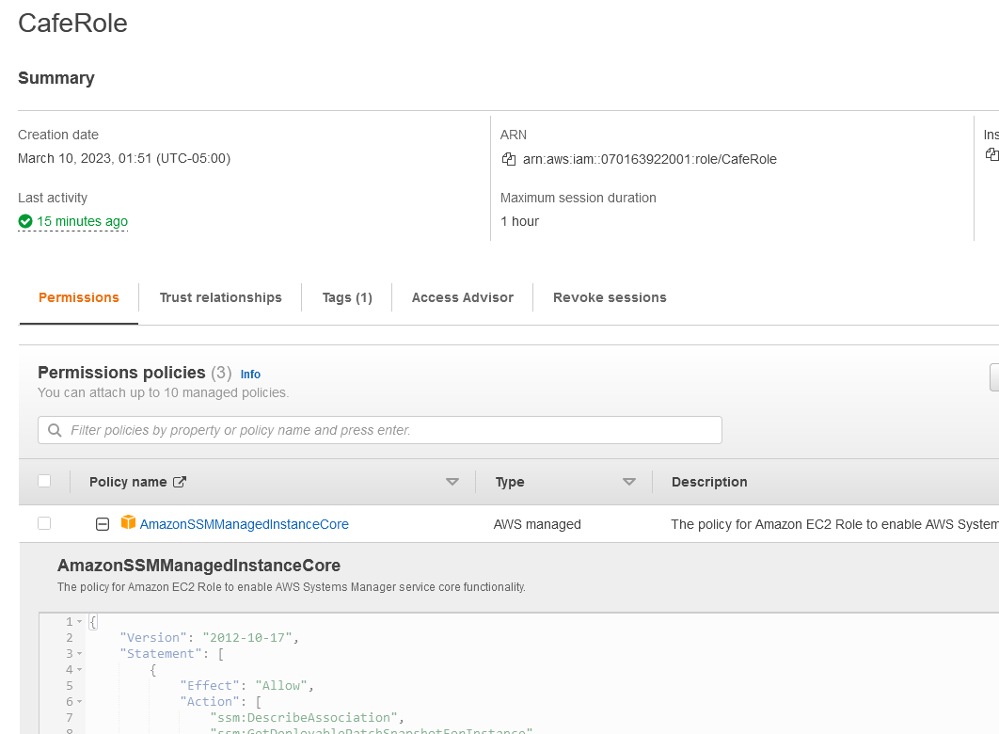 CafeRole
Summary
Creation date
March 10, 2023, 01:51 (UTC-05:00)
Last activity
15 minutes ago
ARN
arn:aws:iam::070163922001:role/CafeRole
Maximum session duration
1 hour
Ins
Permissions Trust relationships Tags (1) Access Advisor Revoke sessions
Permissions policies (3) Info
You can attach up to 10 managed policies.
Filter policies by property or policy name and press enter.
Policy name Type Description
AmazonSSMManagedInstanceCore AWS managed The policy for Amazon EC2 Role to enable AWS System
AmazonSSMManagedInstanceCore
The policy for Amazon EC2 Role to enable AWS Systems Manager service core functionality.
1 {
2 "Version": "2012-10-17",
3 "Statement": [
4 {
5 "Effect": "Allow",
6 "Action": [
7 "ssm:DescribeAssociation",
8 "ssm:GetDeployablePatchSnapshotForInstance"